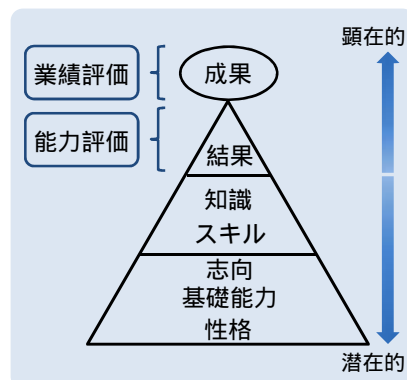 顕在的
業績評価
成果
能力評価
結果
知識
スキル
志向
基礎能力
性格
潜在的